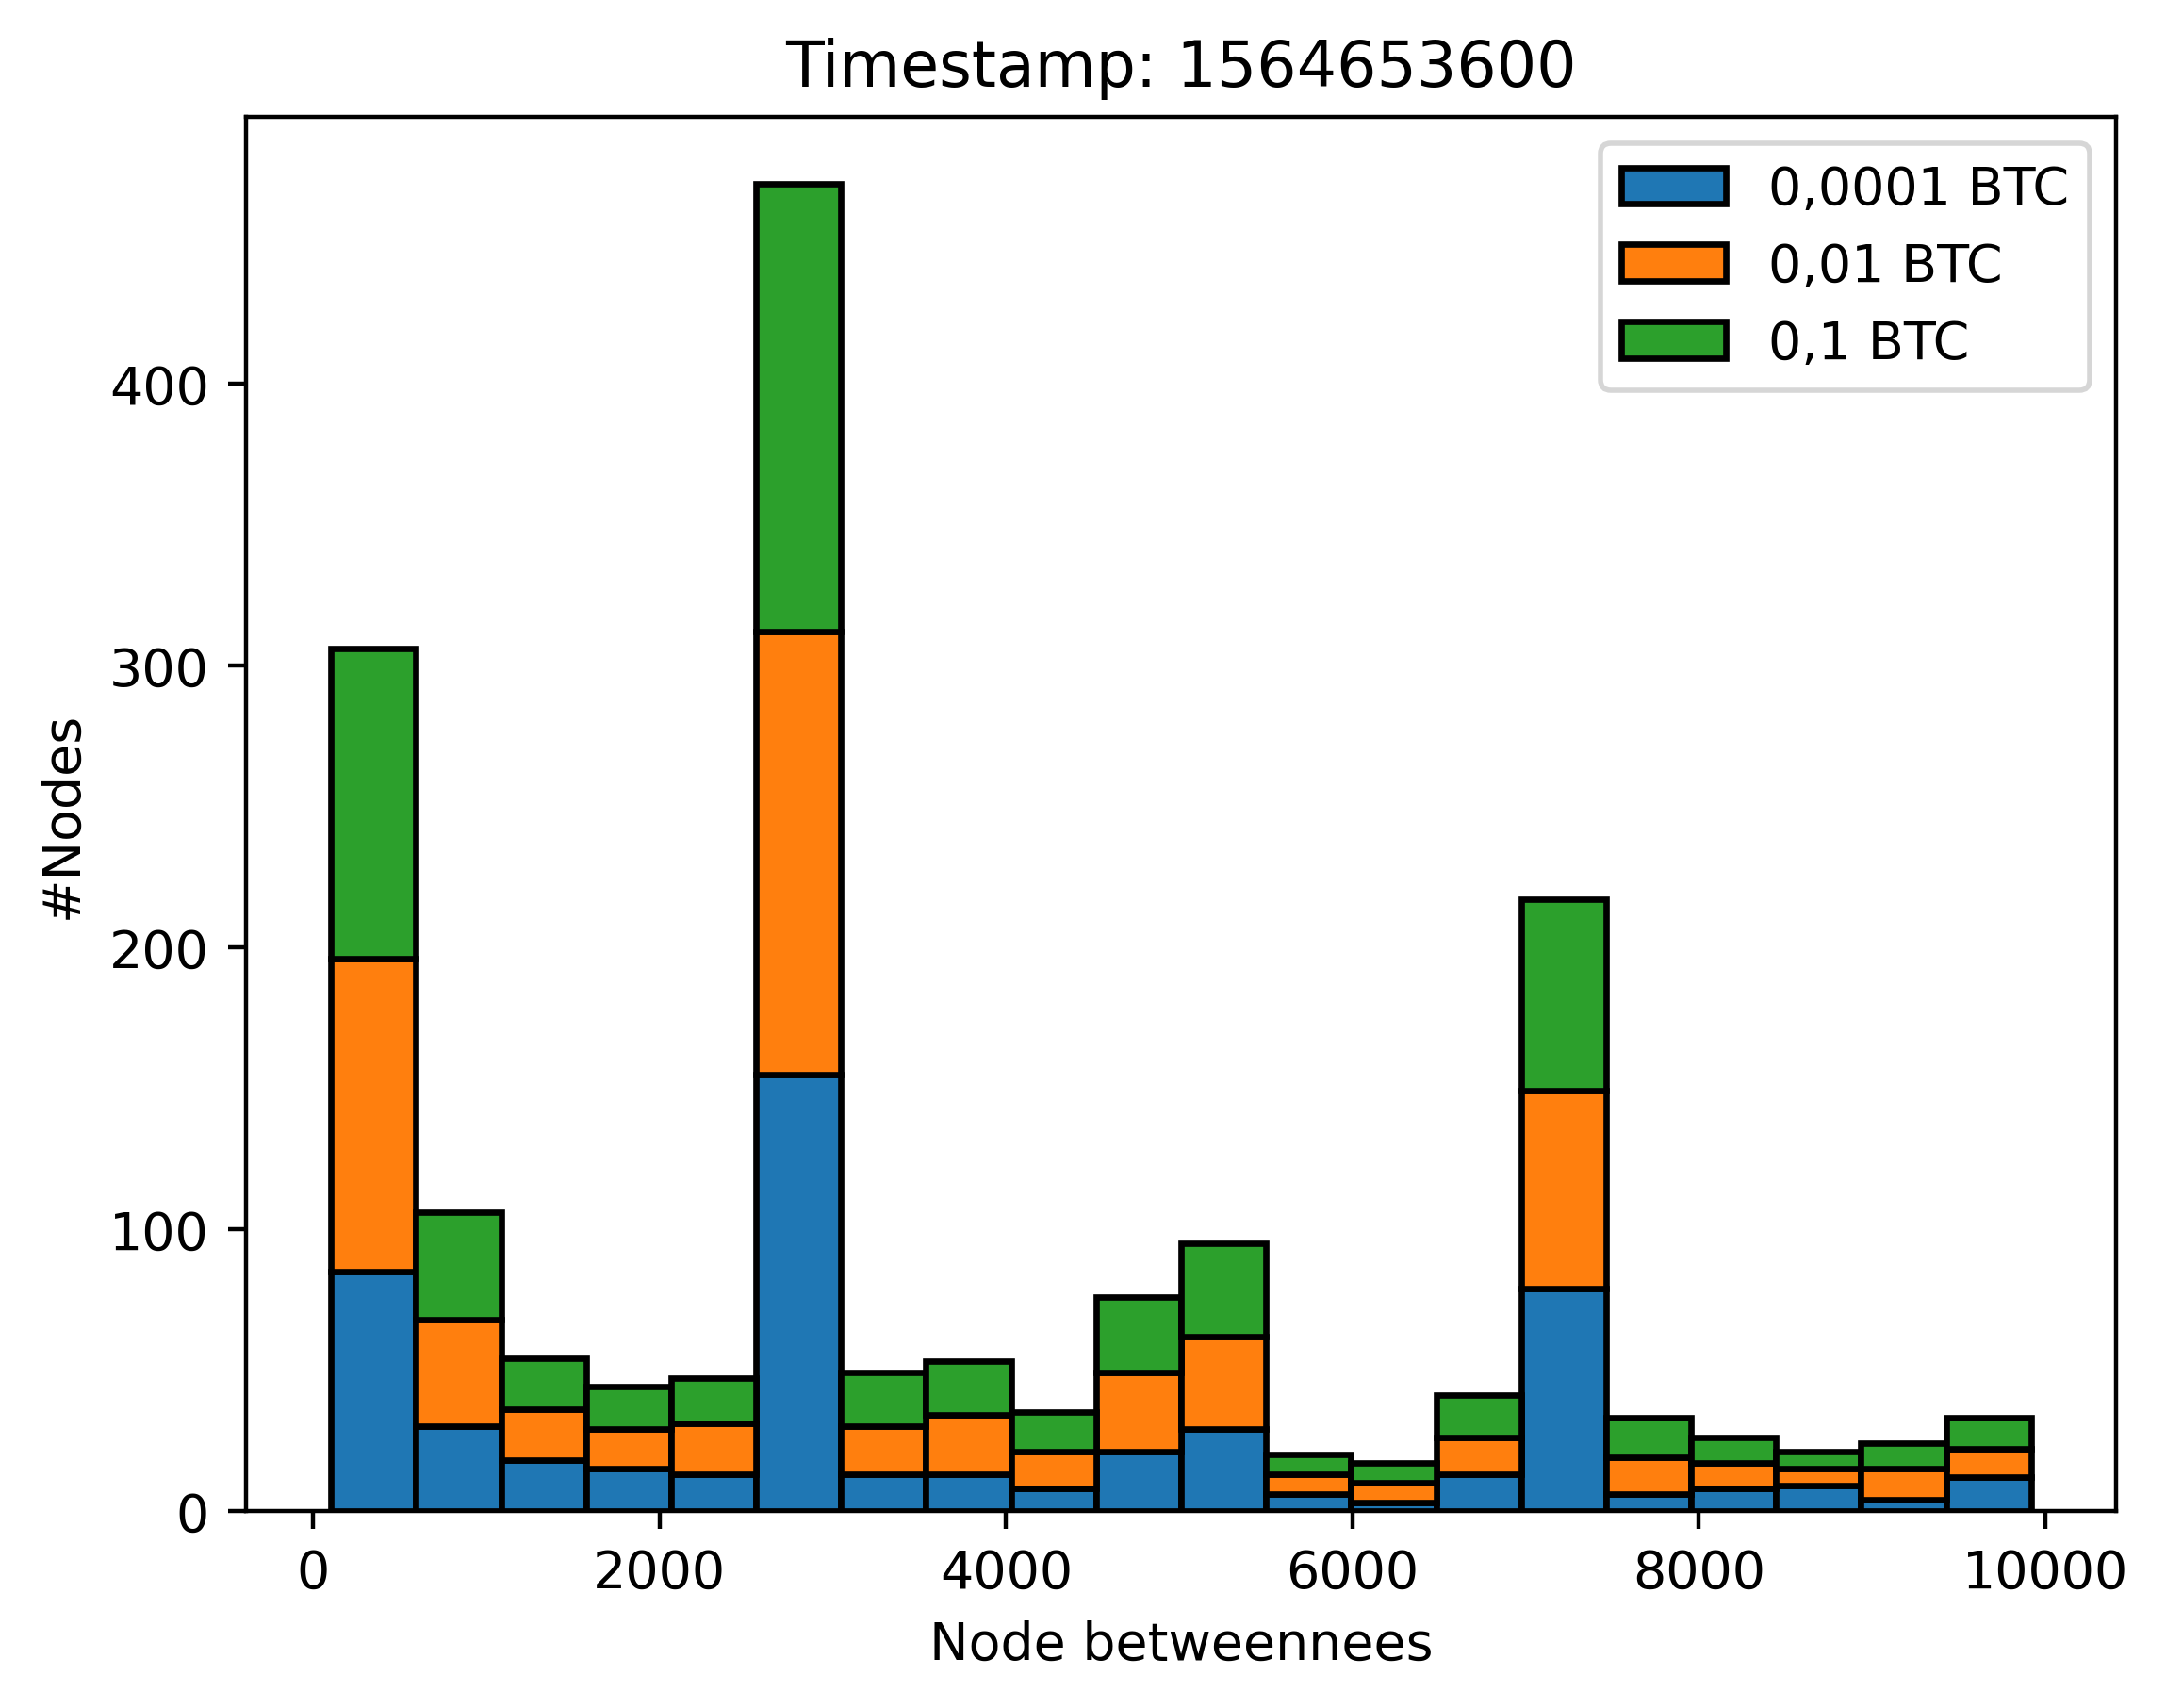 Timestamp: 1564653600
0,0001 BTC
0,01 BTC
0,1 BTC
400
300
200
100
0
#Nodes
0 2000 4000 6000 8000 10000
Node betweennees